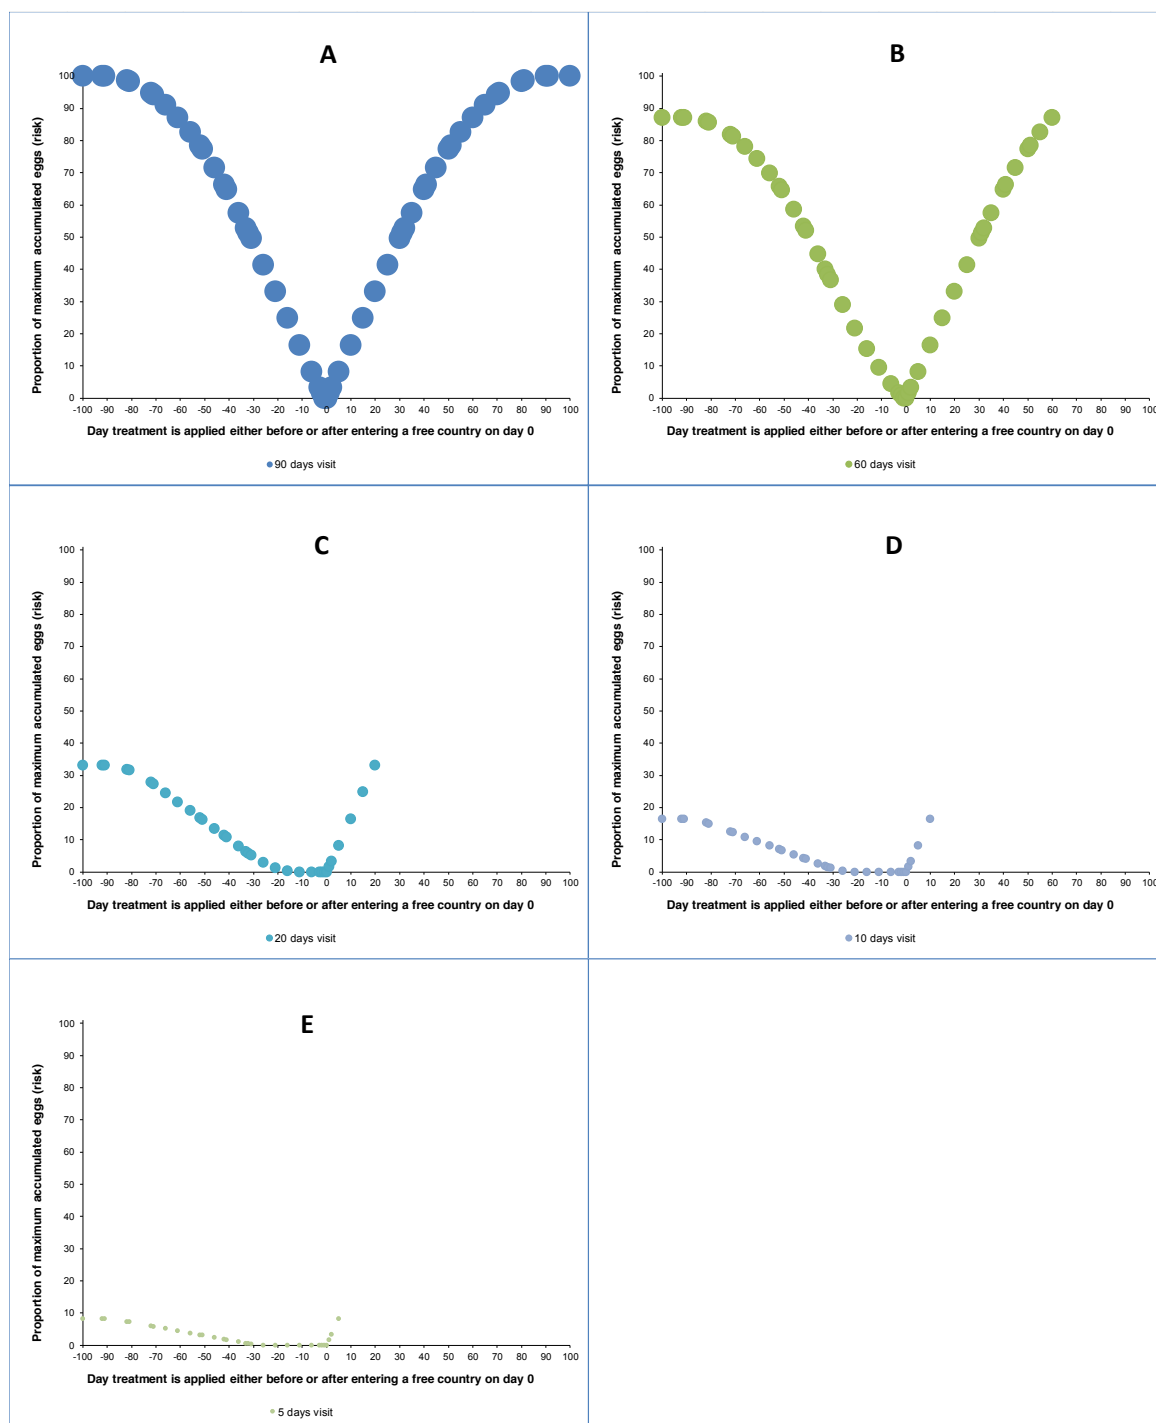 A
Proportion of maximum accumulated eggs (risk)
100
90
80
70
60
50
40
30
20
10
0
-100 -90 -80 -70 -60 -50 -40 -30 -20 -10 0 10 20 30 40 50 60 70 80 90 100
Day treatment is applied either before or after entering a free country on day 0
90 days visit
B
Proportion of maximum accumulated eggs (risk)
100
90
80
70
60
50
40
30
20
10
0
-100 -90 -80 -70 -60 -50 -40 -30 -20 -10 0 10 20 30 40 50 60 70 80 90 100
Day treatment is applied either before or after entering a free country on day 0
60 days visit
C
Proportion of maximum accumulated eggs (risk)
100
90
80
70
60
50
40
30
20
10
0
-100 -90 -80 -70 -60 -50 -40 -30 -20 -10 0 10 20 30 40 50 60 70 80 90 100
Day treatment is applied either before or after entering a free country on day 0
20 days visit
D
Proportion of maximum accumulated eggs (risk)
100
90
80
70
60
50
40
30
20
10
0
-100 -90 -80 -70 -60 -50 -40 -30 -20 -10 0 10 20 30 40 50 60 70 80 90 100
Day treatment is applied either before or after entering a free country on day 0
10 days visit
E
Proportion of maximum accumulated eggs (risk)
100
90
80
70
60
50
40
30
20
10
0
-100 -90 -80 -70 -60 -50 -40 -30 -20 -10 0 10 20 30 40 50 60 70 80 90 100
Day treatment is applied either before or after entering a free country on day 0
5 days visit